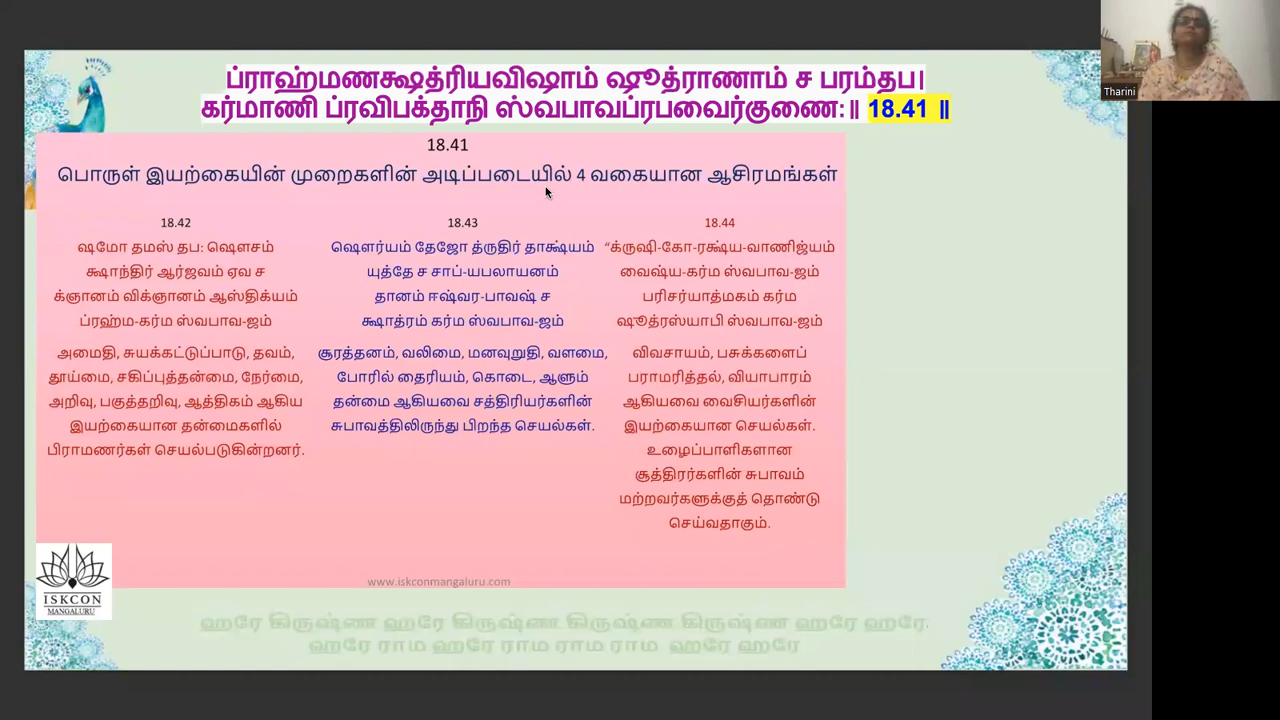 ப்ராஹ்மணக்ஷத்ரியவிஷாம் ஷூத்ராணாம் ச பரம்தப।
கர்மாணி ப்ரவிபக்தாநி ஸ்வபாவப்ரபவைர்குணை:॥ 18.41 ॥
18.41
பொருள் இயற்கையின் முறைகளின் அடிப்படையில் 4 வகையான ஆசிரமங்கள்
18.42
ஷமோ தமஸ் தப: ஷௌசம்
க்ஷாந்திர் ஆர்ஜவம் ஏவ ச
க்ஞானம் விக்ஞானம் ஆஸ்திக்யம்
ப்ரஹ்ம-கர்ம ஸ்வபாவ-ஜம்
அமைதி, சுயக்கட்டுப்பாடு, தவம்,
தூய்மை, சகிப்புத்தன்மை, நேர்மை,
அறிவு, பகுத்தறிவு, ஆத்திகம் ஆகிய
இயற்கையான தன்மைகளில்
பிராமணர்கள் செயல்படுகின்றனர்.
18.43
ஷௌர்யம் தேஜோ த்ருதிர் தாக்ஷ்யம்
யுத்தே ச சாப்-யபலாயனம்
தானம் ஈஷ்வர-பாவஷ் ச
க்ஷாத்ரம் கர்ம ஸ்வபாவ-ஜம்
சூரத்தனம், வலிமை, மனவுறுதி, வளமை,
போரில் தைரியம், கொடை, ஆளும்
தன்மை ஆகியவை சத்திரியர்களின்
சுபாவத்திலிருந்து பிறந்த செயல்கள்.
18.44
“க்ருஷி-கோ-ரக்ஷ்ய-வாணிஜ்யம்
வைஷ்ய-கர்ம ஸ்வபாவ-ஜம்
பரிசர்யாத்மகம் கர்ம
ஷூத்ரஸ்யாபி ஸ்வபாவ-ஜம்
விவசாயம், பசுக்களைப்
பராமரித்தல், வியாபாரம்
ஆகியவை வைசியர்களின்
இயற்கையான செயல்கள்.
உழைப்பாளிகளான
சூத்திரர்களின் சுபாவம்
மற்றவர்களுக்குத் தொண்டு
செய்வதாகும்.
www.iskconmangaluru.com
ISKCON
MANGALURU
ஹரே கிருஷ்ண ஹரே கிருஷ்ண கிருஷ்ண கிருஷ்ண ஹரே ஹரே.
ஹரே ராம ஹரே ராம ராம ராம ஹரே ஹரே
Tharini